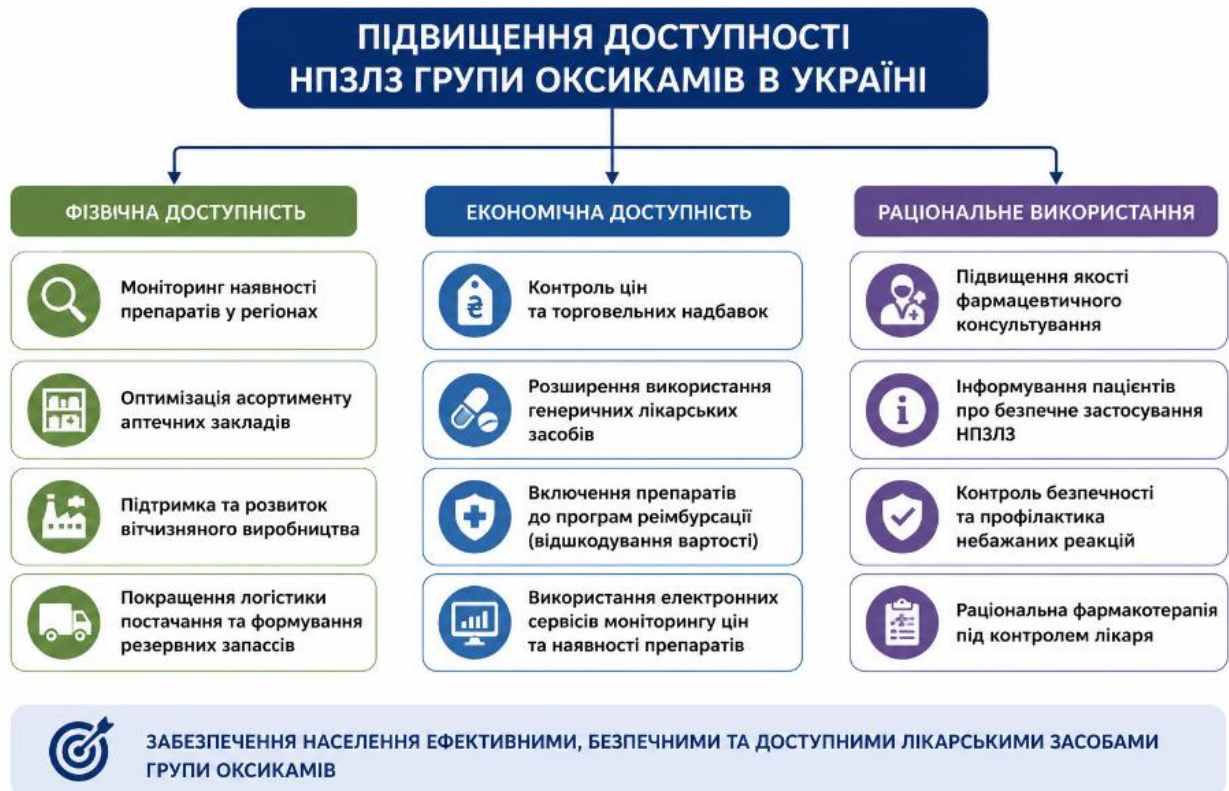 ПІДВИЩЕННЯ ДОСТУПНОСТІ
НПЗЛЗ ГРУПИ ОКСИКАМІВ В УКРАЇНІ
ФІЗВІЧНА ДОСТУПНІСТЬ
Моніторинг наявності
препаратів у регіонах
Оптимізація асортименту
аптечних закладів
Підтримка та розвиток
вітчизняного виробництва
Покращення логістики
постачання та формування
резервних запассів
ЕКОНОМІЧНА ДОСТУПНІСТЬ
₴
Контроль цін
та торговельних надбавок
Розширення використання
генеричних лікарських
засобів
Включення препаратів
до програм реімбурсації
(відшкодування вартості)
Використання електронних
сервісів моніторингу цін
та наявності препаратів
РАЦІОНАЛЬНЕ ВИКОРИСТАННЯ
Підвищення якості
фармацевтичного
консультування
Інформування пацієнтів
про безпечне застосування
НПЗЛЗ
Контроль безпечності
та профілактика
небажаних реакцій
Раціональна фармакотерапія
під контролем лікаря
ЗАБЕЗПЕЧЕННЯ НАСЕЛЕННЯ ЕФЕКТИВНИМИ, БЕЗПЕЧНИМИ ТА ДОСТУПНИМИ ЛІКАРСЬКИМИ ЗАСОБАМИ
ГРУПИ ОКСИКАМІВ